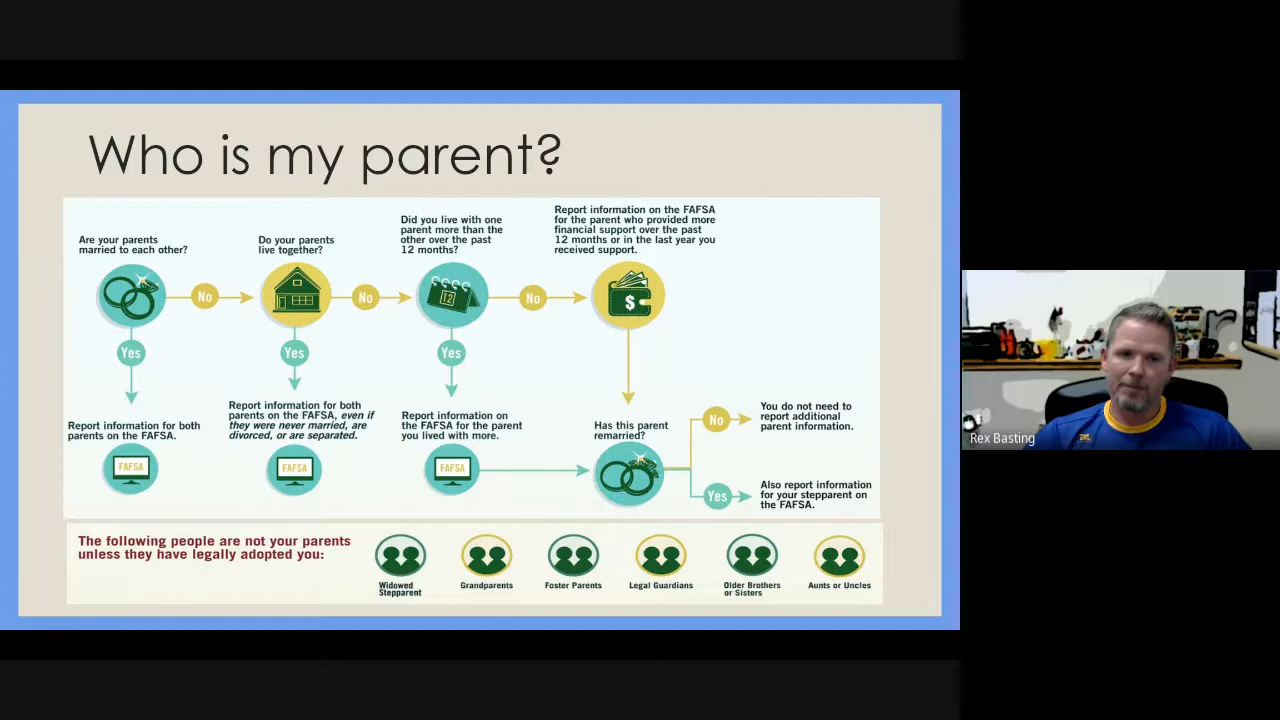 Who is my parent?
Are your parents
married to each other?
Do your parents
live together?
Did you live with one
parent more than the
other over the past
12 months?
Report information on the FAFSA
for the parent who provided more
financial support over the past
12 months or in the last year you
received support.
No
No
12
No
$
Yes
Yes
Yes
Report information for both
parents on the FAFSA.
FAFSA
Report information for both
parents on the FAFSA, even if
they were never married, are
divorced, or are separated.
FAFSA
Report information on
the FAFSA for the parent
you lived with more.
FAFSA
Has this parent
remarried?
No
You do not need to
report additional
parent information.
Yes
Also report information
for your stepparent on
the FAFSA.
The following people are not your parents
unless they have legally adopted you:
Widowed
Stepparent
Grandparents
Foster Parents
Legal Guardians
Older Brothers
or Sisters
Aunts or Uncles
Rex Basting